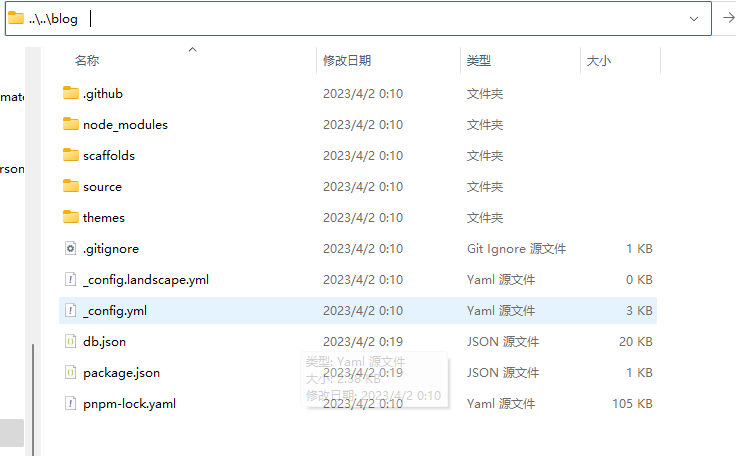 ..\..\blog
名称 修改日期 类型 大小
.github 2023/4/2 0:10 文件夹
mate
node_modules 2023/4/2 0:10 文件夹
scaffolds 2023/4/2 0:10 文件夹
rson
source 2023/4/2 0:10 文件夹
themes 2023/4/2 0:10 文件夹
.gitignore 2023/4/2 0:10 Git Ignore 源文件 1 KB
_config.landscape.yml 2023/4/2 0:10 Yaml 源文件 0 KB
_config.yml 2023/4/2 0:10 Yaml 源文件 3 KB
db.json 2023/4/2 0:19 JSON 源文件 20 KB
类型: Yaml 源文件
package.json 2023/4/2 0:19 JSON 源文件 1 KB
大小: 2.38 KB
修改日期: 2023/4/2 0:10
pnpm-lock.yaml 2023/4/2 0:10 Yaml 源文件 105 KB